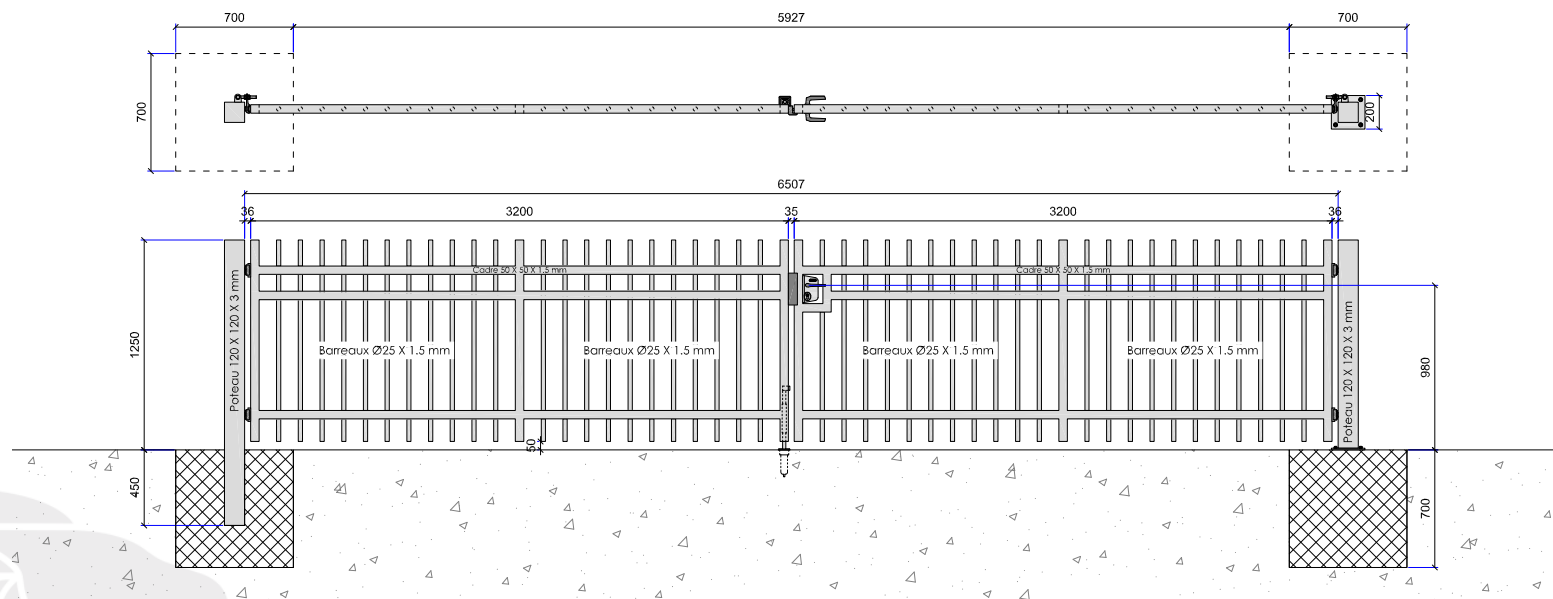 700
5927
700
700
200
6507
36
3200
35
3200
36
Cadre 50 X 50 X 1.5 mm
Cadre 50 X 50 X 1.5 mm
1250
Poteau 120 X 120 X 3 mm
Barreaux Ø25 X 1.5 mm
Barreaux Ø25 X 1.5 mm
Barreaux Ø25 X 1.5 mm
Barreaux Ø25 X 1.5 mm
Poteau 120 X 120 X 3 mm
980
50
450
700